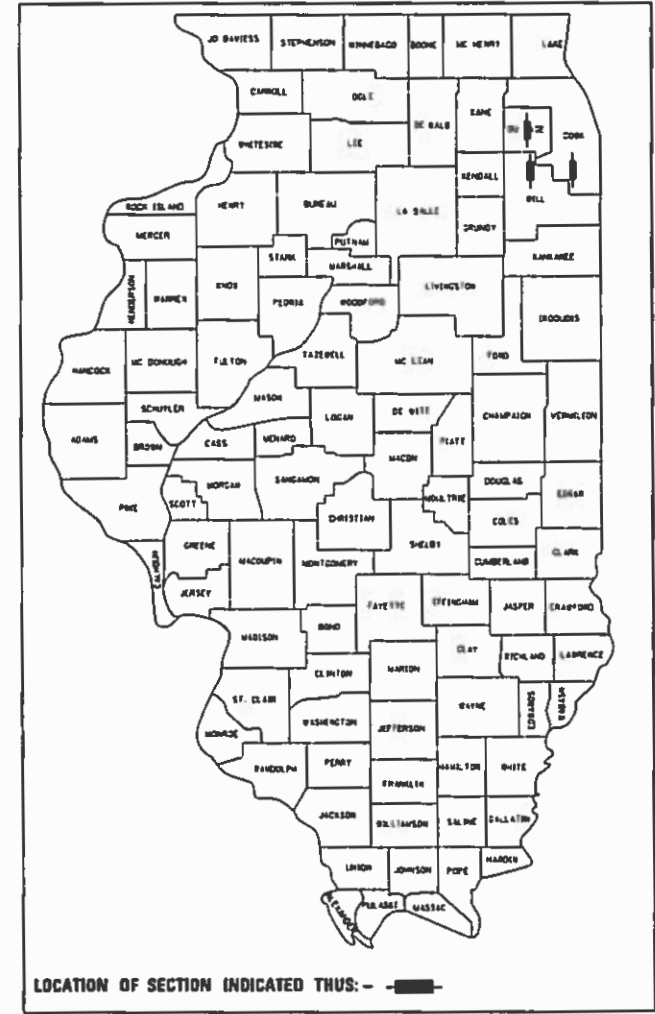 JO DAVIESS STEPHENSON WINNEBAGO BOONE MC HENRY LAKE
CARROLL OGLE DE KALB KANE DU COOK
WHITESIDE LEE KENDALL WILL
ROCK ISLAND HENRY BUREAU LA SALLE GRUNDY
MERCER PUTNAM KANKAKEE
STARK MARSHALL
HENDERSON WARREN KNOX PEORIA WOODFORD LIVINGSTON IROQUOIS
HANCOCK MC DONOUGH FULTON TAZEWELL MC LEAN FORD
SCHUYLER MASON LOGAN DE WITT CHAMPAIGN VERMILION
ADAMS BROWN CASS MENARD MACON PIATT
PIKE SCOTT MORGAN SANGAMON MOULTRIE DOUGLAS EDGAR
CHRISTIAN COLES
CALHOUN GREENE MACOUPIN MONTGOMERY SHELBY CUMBERLAND CLARK
JERSEY FAYETTE EFFINGHAM JASPER CRAWFORD
MADISON BOND CLAY RICHLAND LAWRENCE
CLINTON MARION
ST. CLAIR WASHINGTON JEFFERSON WAYNE EDWARDS WABASH
MONROE
RANDOLPH PERRY FRANKLIN HAMILTON WHITE
JACKSON WILLIAMSON SALINE GALLATIN
UNION JOHNSON POPE HARDIN
ALEXANDER PULASKI MASSAC
LOCATION OF SECTION INDICATED THUS:-